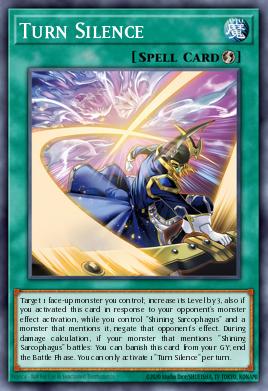 Turn Silence
魔
[Spell Card]
Target 1 face-up monster you control; increase its Level by 3, also if
you activated this card in response to your opponent's monster
effect activation, while you control "Shining Sarcophagus" and a
monster that mentions it, negate that opponent's effect. During
damage calculation, if your monster that mentions "Shining
Sarcophagus" battles: You can banish this card from your GY; end
the Battle Phase. You can only activate 1 "Turn Silence" per turn.